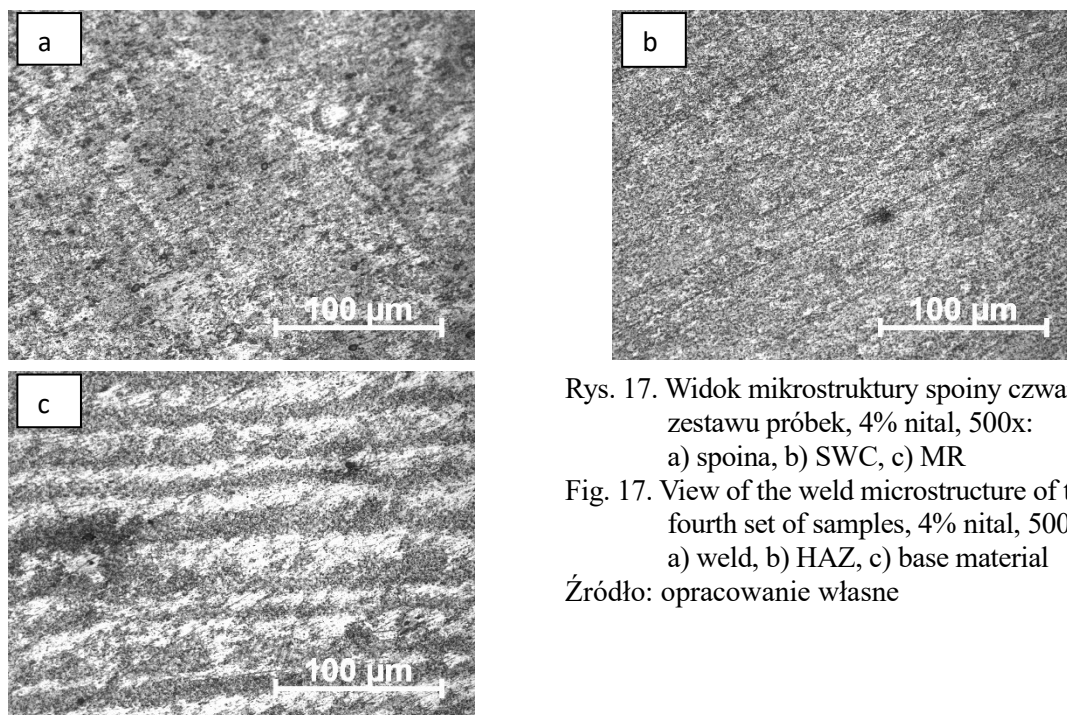 a
100 µm
b
100 µm
c
100 µm
Rys. 17. Widok mikrostruktury spoiny
zestawu próbek, 4% nital, 500x:
a) spoina, b) SWC, c) MR
Fig. 17. View of the weld microstructure of
fourth set of samples, 4% nital,
a) weld, b) HAZ, c) base material
Źródło: opracowanie własne